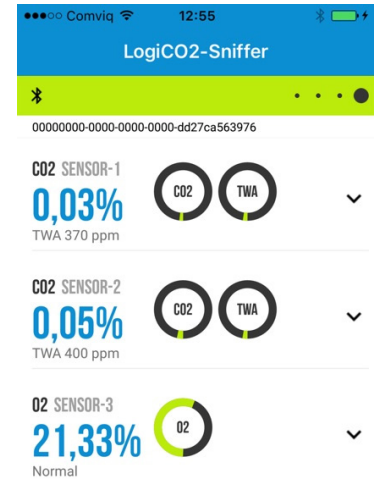 Comviq 12:55
LogiCO2-Sniffer
00000000-0000-0000-0000-dd27ca563976
CO2 SENSOR-1
0,03%
CO2 TWA
TWA 370 ppm
CO2 SENSOR-2
0,05%
CO2 TWA
TWA 400 ppm
O2 SENSOR-3
21,33%
O2
Normal